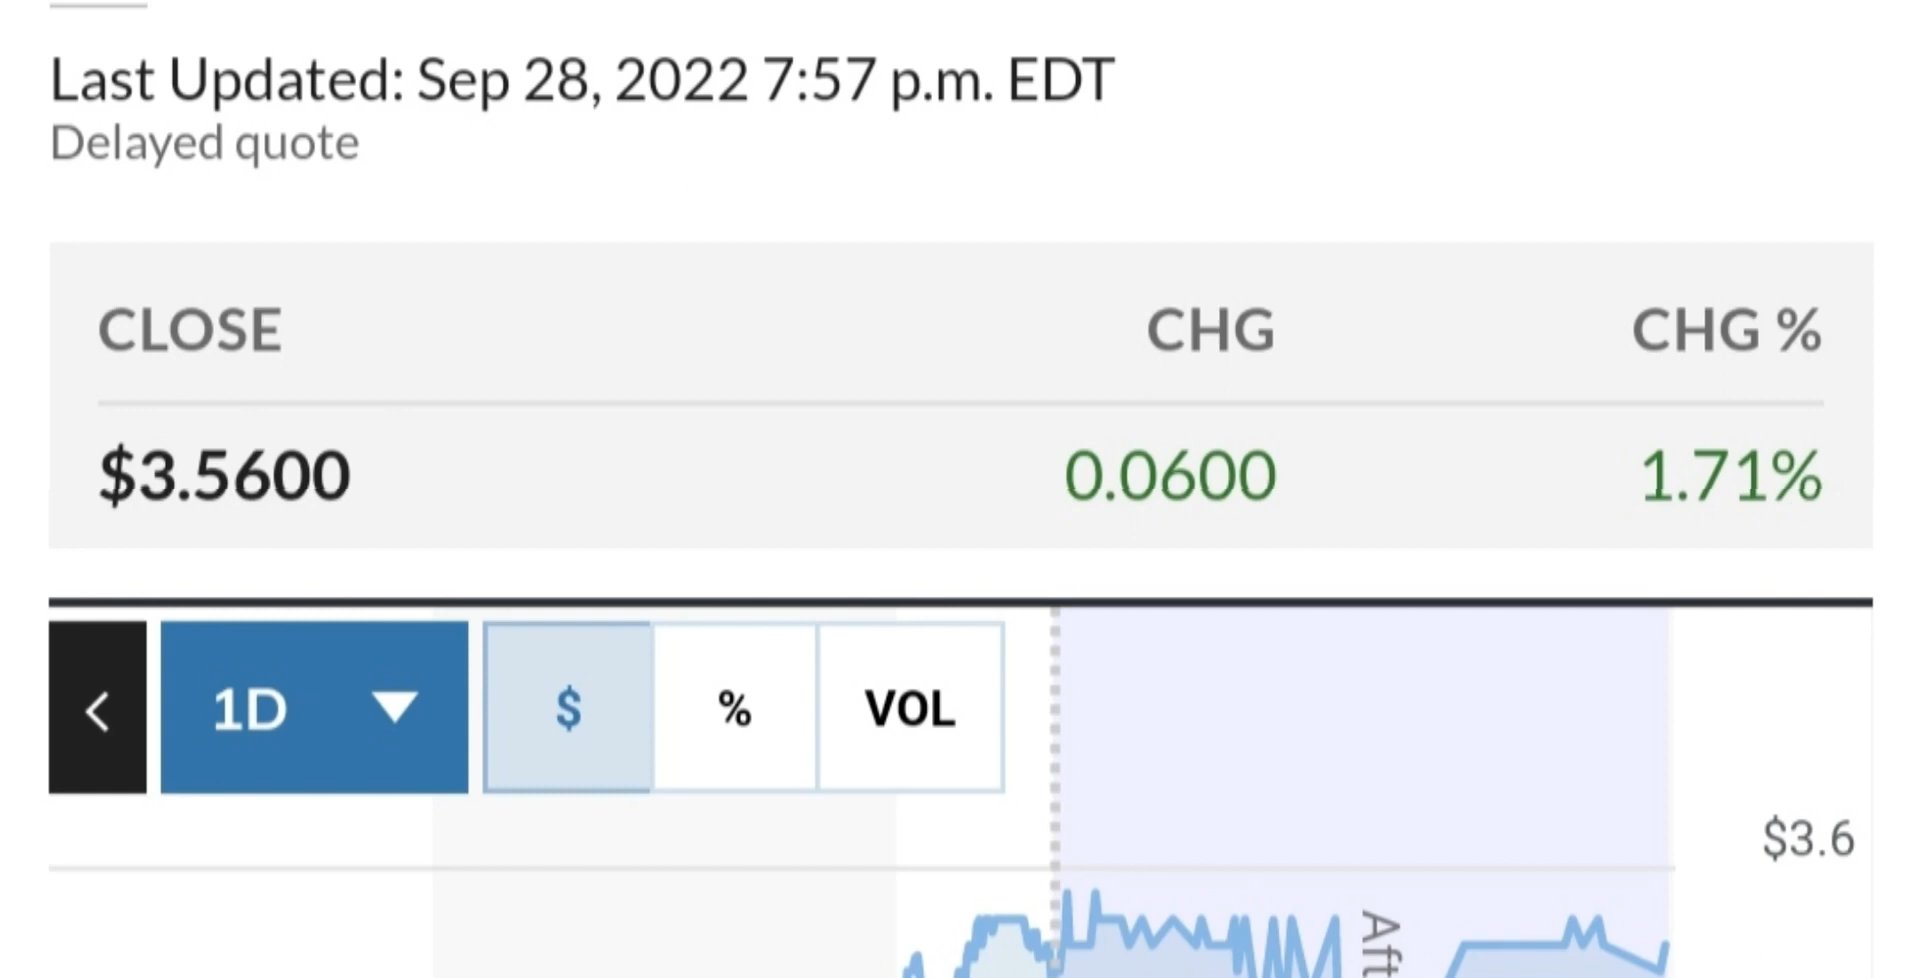 Last Updated: Sep 28, 2022 7:57 p.m. EDT
Delayed quote
CLOSE CHG CHG %
$3.5600 0.0600 1.71%
1D $ % VOL
$3.6
Aft